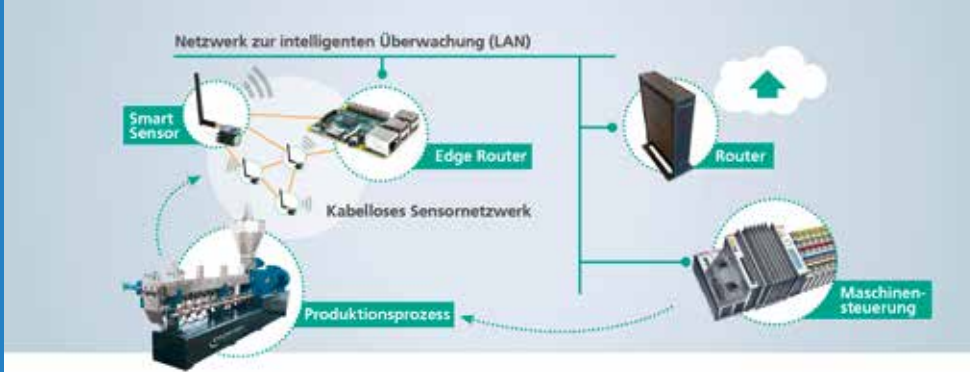 Netzwerk zur intelligenten Überwachung (LAN)
Smart
Sensor
Edge Router
Router
Kabelloses Sensornetzwerk
Produktionsprozess
Maschinen-
steuerung